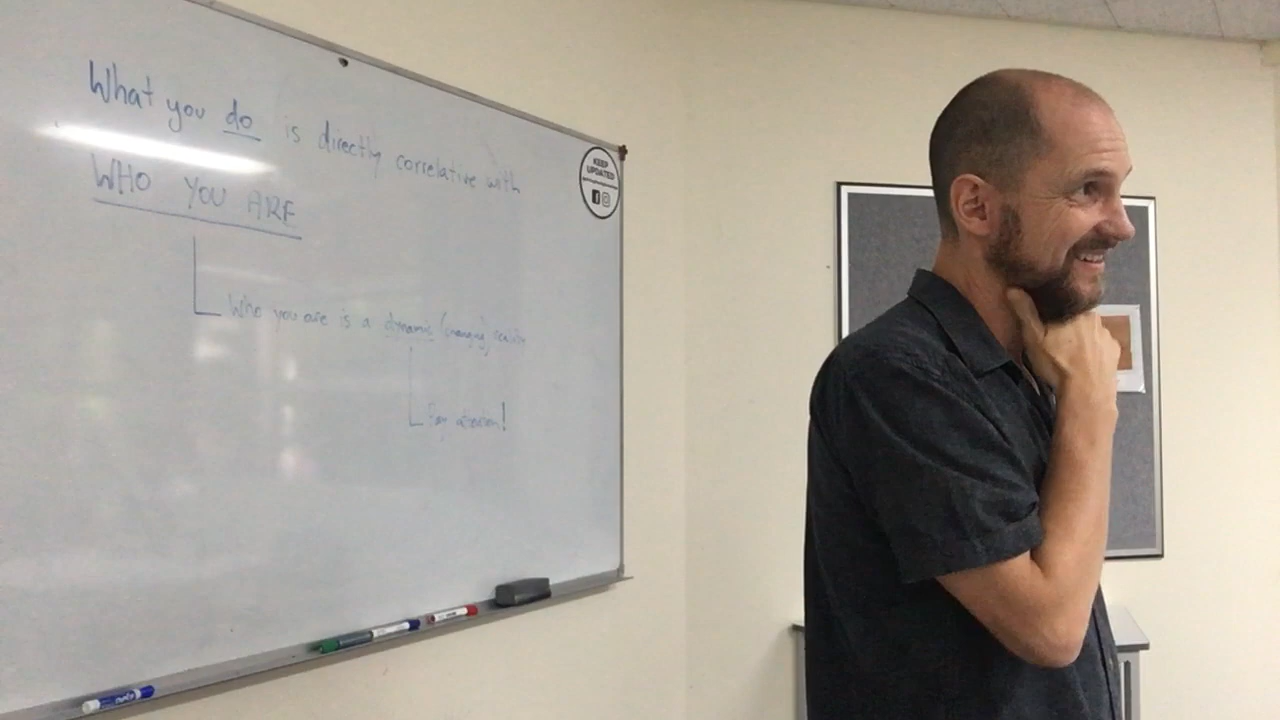 What you do is directly correlative with
WHO YOU ARE
Who you are is a dynamic (changing) reality
Pay attention!
KEEP
UPDATED